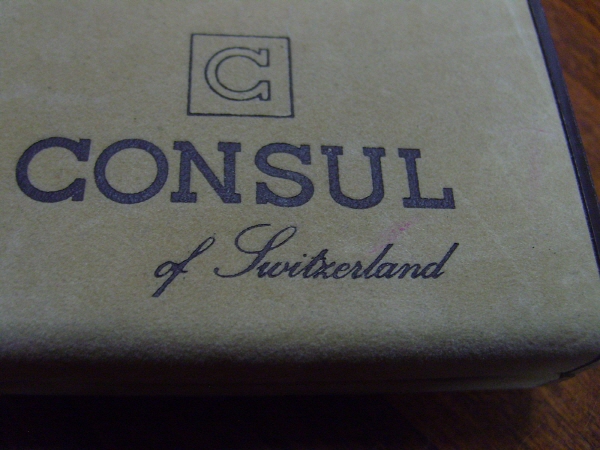 C
CONSUL
of Switzerland